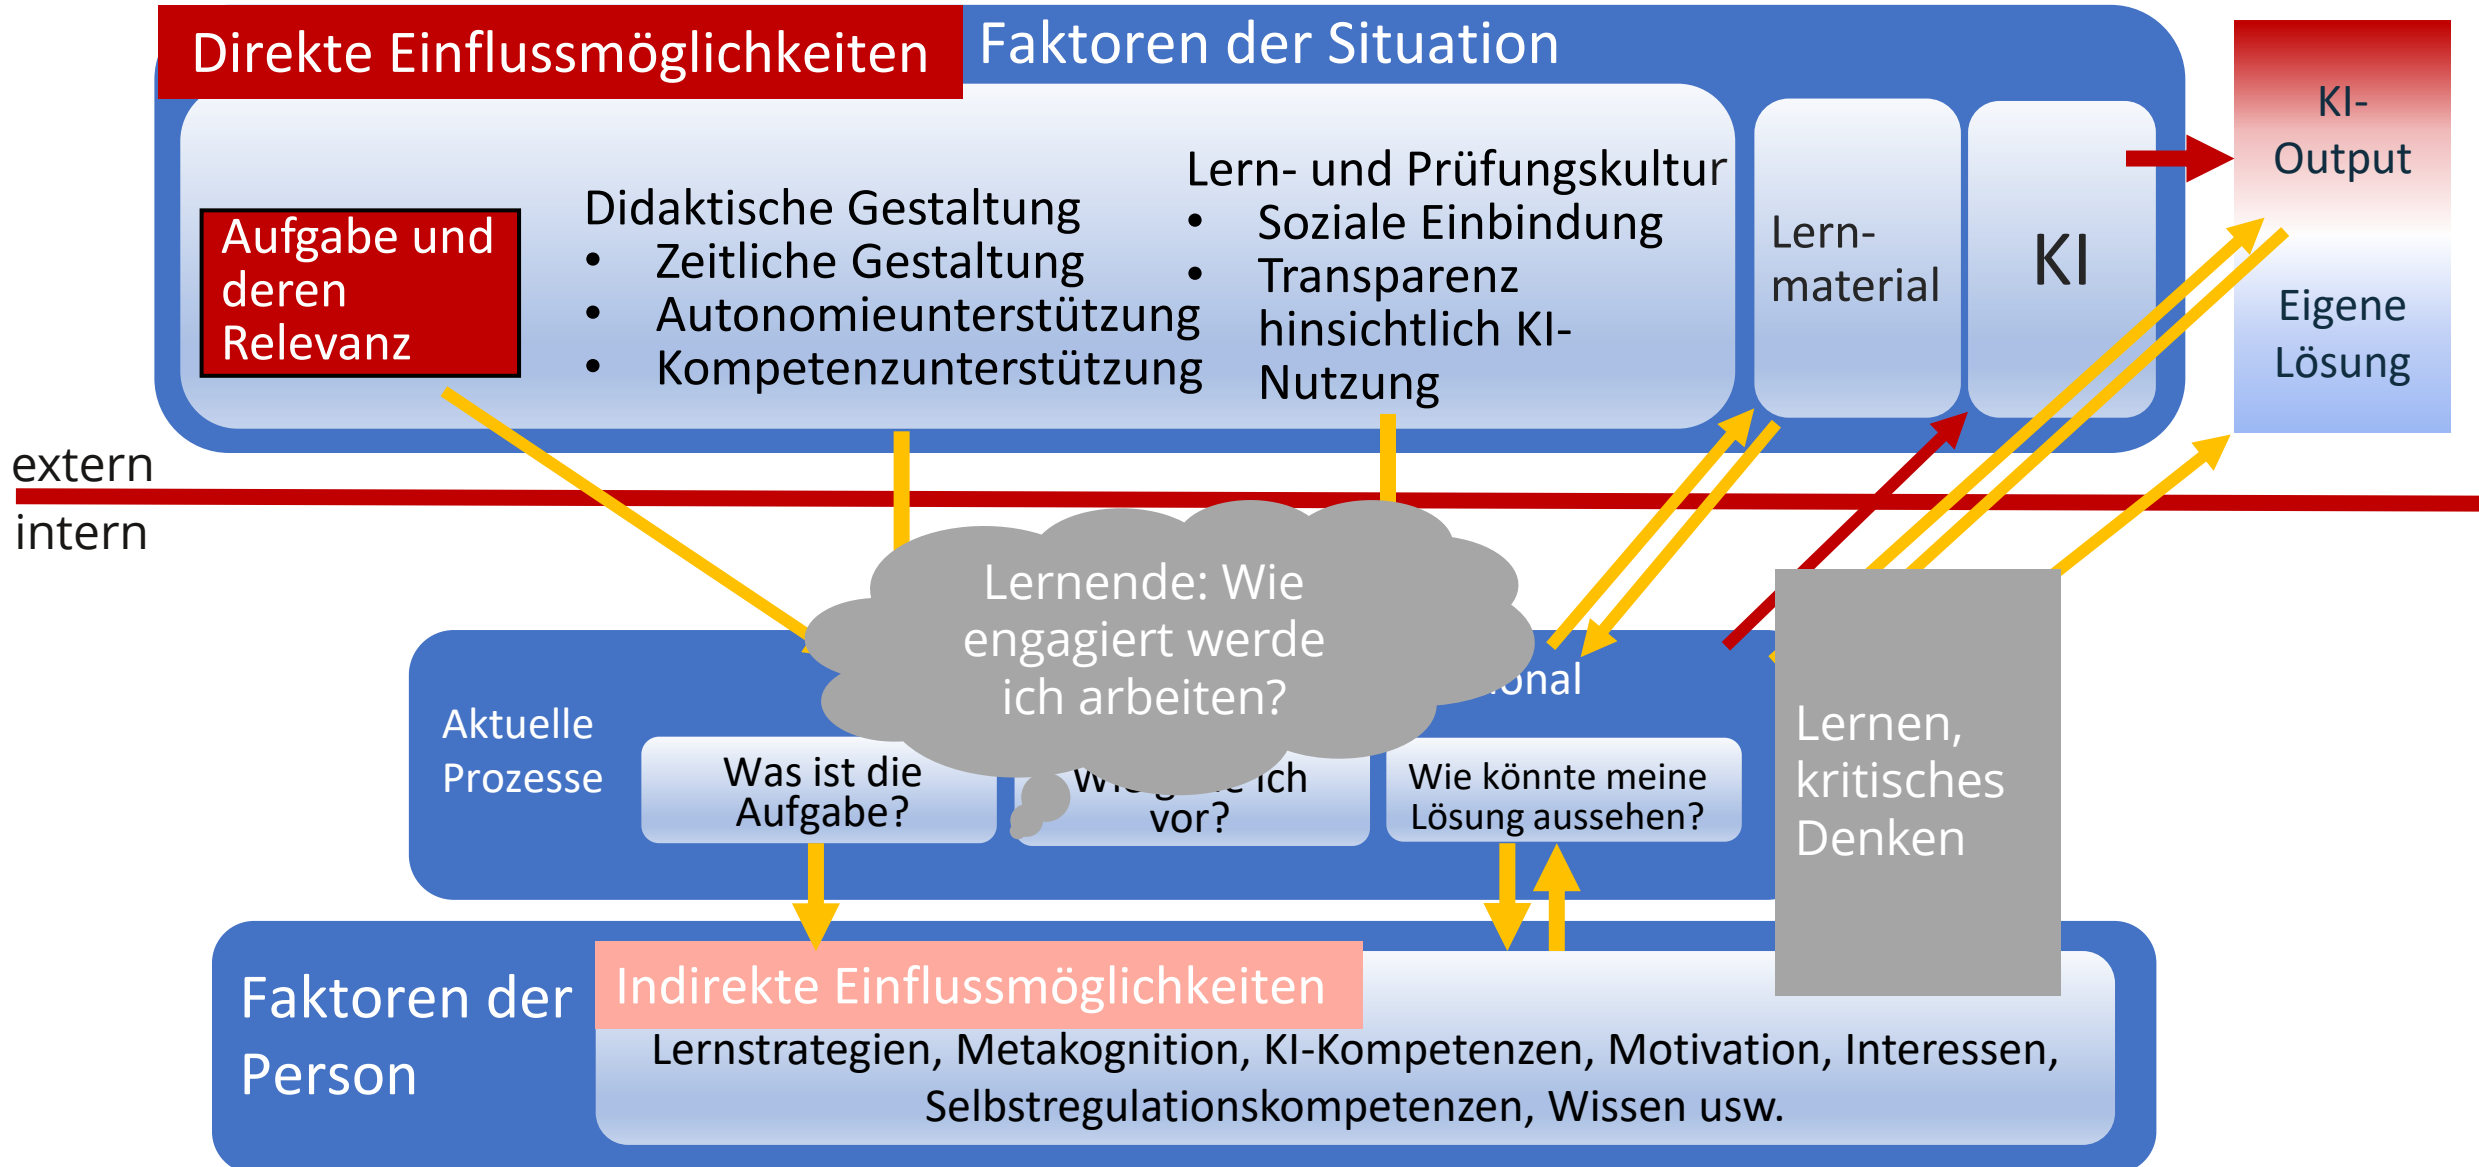 Direkte Einflussmöglichkeiten
Faktoren der Situation
Aufgabe und
deren
Relevanz
Didaktische Gestaltung
• Zeitliche Gestaltung
• Autonomieunterstützung
• Kompetenzunterstützung
Lern- und Prüfungskultur
• Soziale Einbindung
• Transparenz
hinsichtlich KI-
Nutzung
Lern-
material
KI
KI-
Output
Eigene
Lösung
extern
intern
Lernende: Wie
engagiert werde
ich arbeiten?
Aktuelle
Prozesse
Was ist die
Aufgabe?
ich
vor?
Wie könnte meine
Lösung aussehen?
Lernen,
kritisches
Denken
Faktoren der
Person
Indirekte Einflussmöglichkeiten
Lernstrategien, Metakognition, KI-Kompetenzen, Motivation, Interessen,
Selbstregulationskompetenzen, Wissen usw.